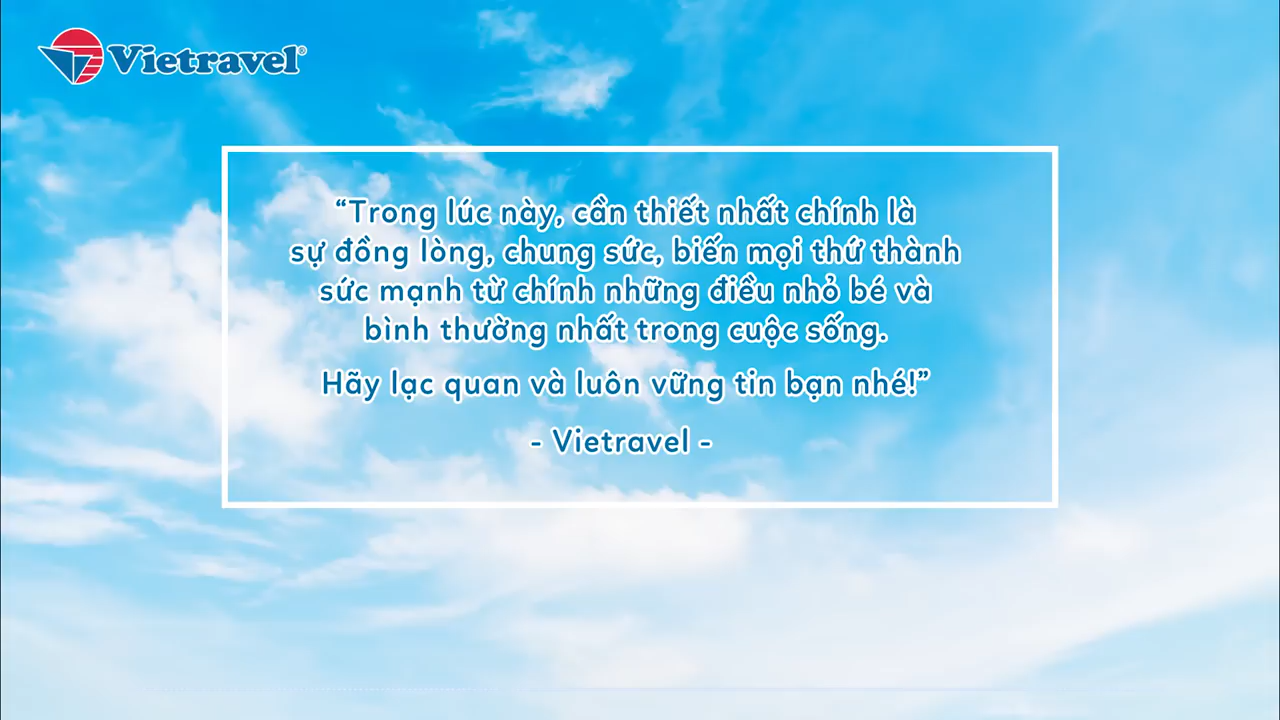 Vietravel®
“Trong lúc này, cần thiết nhất chính là
sự đồng lòng, chung sức, biến mọi thứ thành
sức mạnh từ chính những điều nhỏ bé và
bình thường nhất trong cuộc sống.
Hãy lạc quan và luôn vững tin bạn nhé!”
- Vietravel -